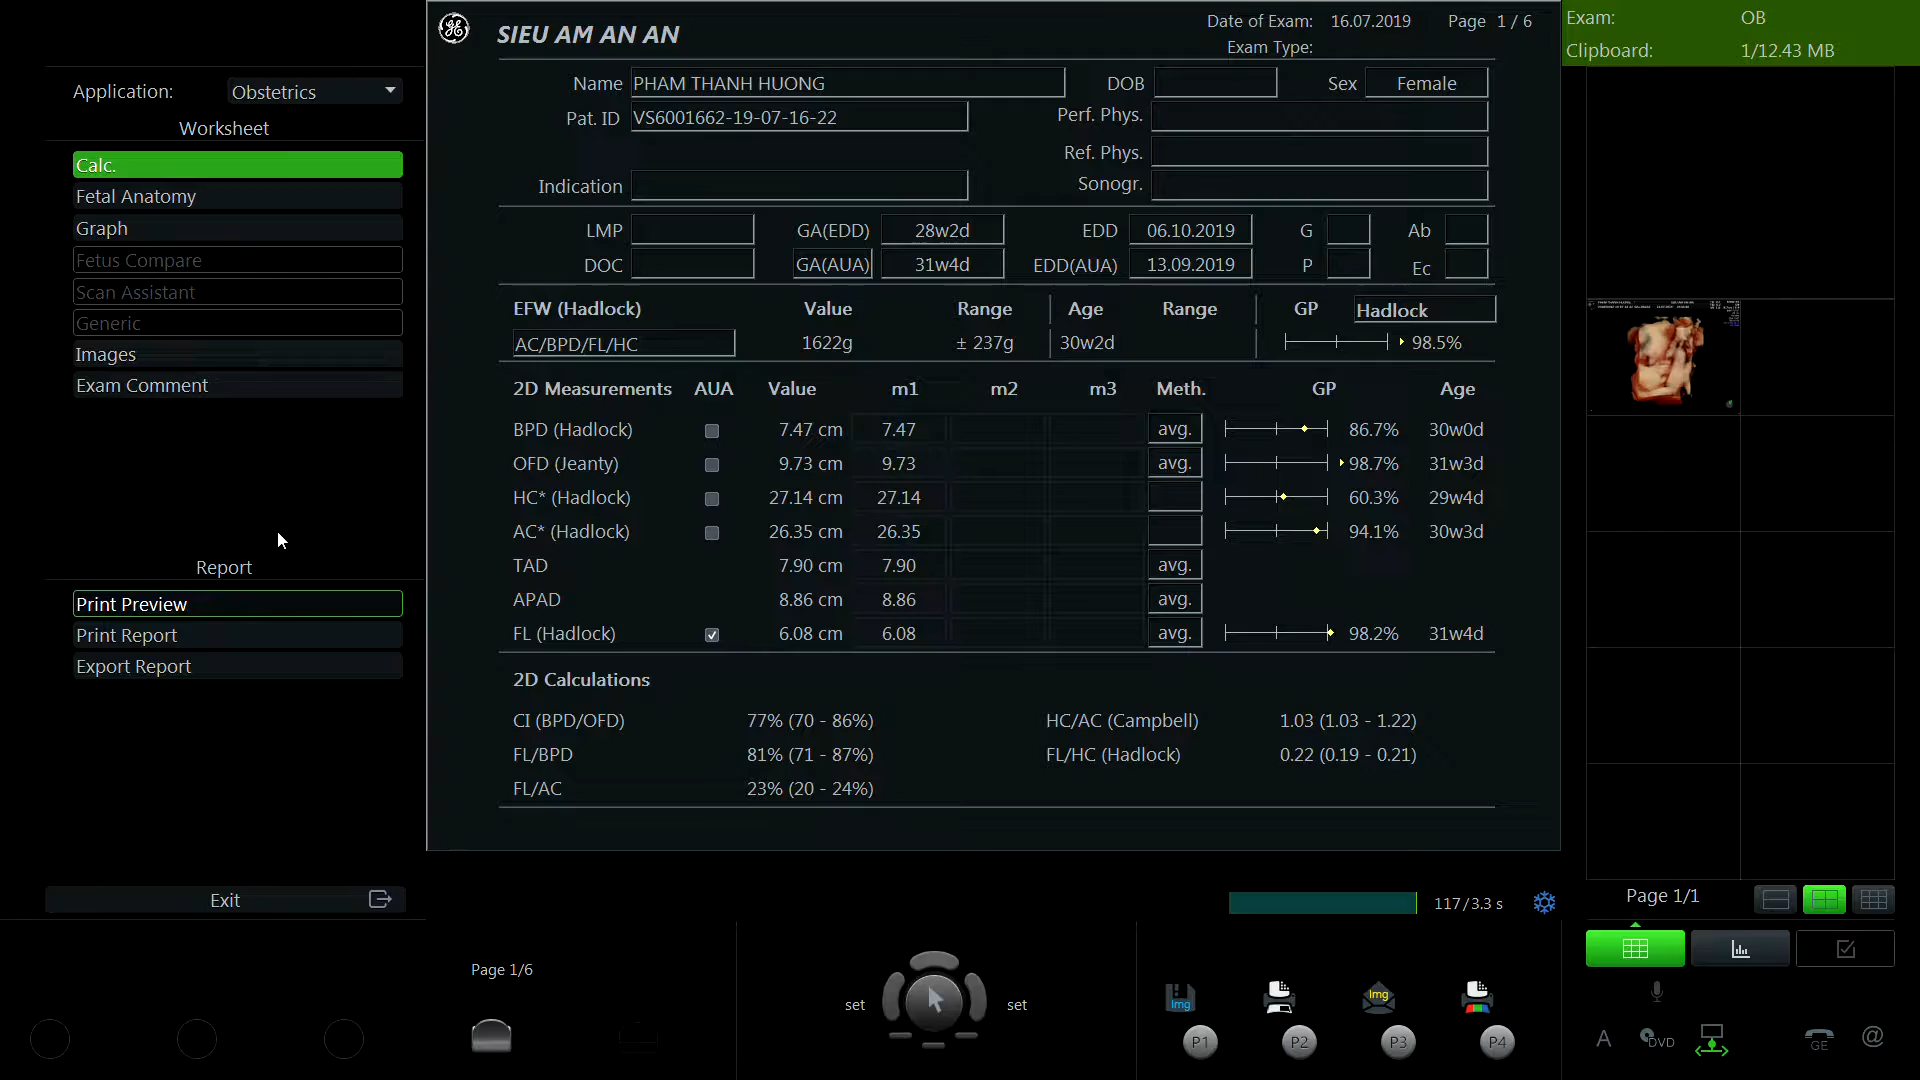 SIEU AM AN AN
Date of Exam: 16.07.2019 Page 1 / 6
Exam Type:
Exam: OB
Clipboard: 1/12.43 MB
Application: Obstetrics
Worksheet
Calc.
Fetal Anatomy
Graph
Fetus Compare
Scan Assistant
Generic
Images
Exam Comment
Report
Print Preview
Print Report
Export Report
Exit
Name PHAM THANH HUONG DOB Sex Female
Pat. ID VS6001662-19-07-16-22 Perf. Phys.
Ref. Phys.
Indication Sonogr.
LMP GA(EDD) 28w2d EDD 06.10.2019 G Ab
DOC GA(AUA) 31w4d EDD(AUA) 13.09.2019 P Ec
EFW (Hadlock) Value Range Age Range GP Hadlock
AC/BPD/FL/HC 1622g ± 237g 30w2d 98.5%
2D Measurements AUA Value m1 m2 m3 Meth. GP Age
BPD (Hadlock) 7.47 cm 7.47 avg. 86.7% 30w0d
OFD (Jeanty) 9.73 cm 9.73 avg. 98.7% 31w3d
HC* (Hadlock) 27.14 cm 27.14 60.3% 29w4d
AC* (Hadlock) 26.35 cm 26.35 94.1% 30w3d
TAD 7.90 cm 7.90 avg.
APAD 8.86 cm 8.86 avg.
FL (Hadlock) 6.08 cm 6.08 avg. 98.2% 31w4d
2D Calculations
CI (BPD/OFD) 77% (70 - 86%) HC/AC (Campbell) 1.03 (1.03 - 1.22)
FL/BPD 81% (71 - 87%) FL/HC (Hadlock) 0.22 (0.19 - 0.21)
FL/AC 23% (20 - 24%)
117/3.3 s
Page 1/1
Page 1/6
set set
Img Img
P1 P2 P3 P4
A DVD GE @